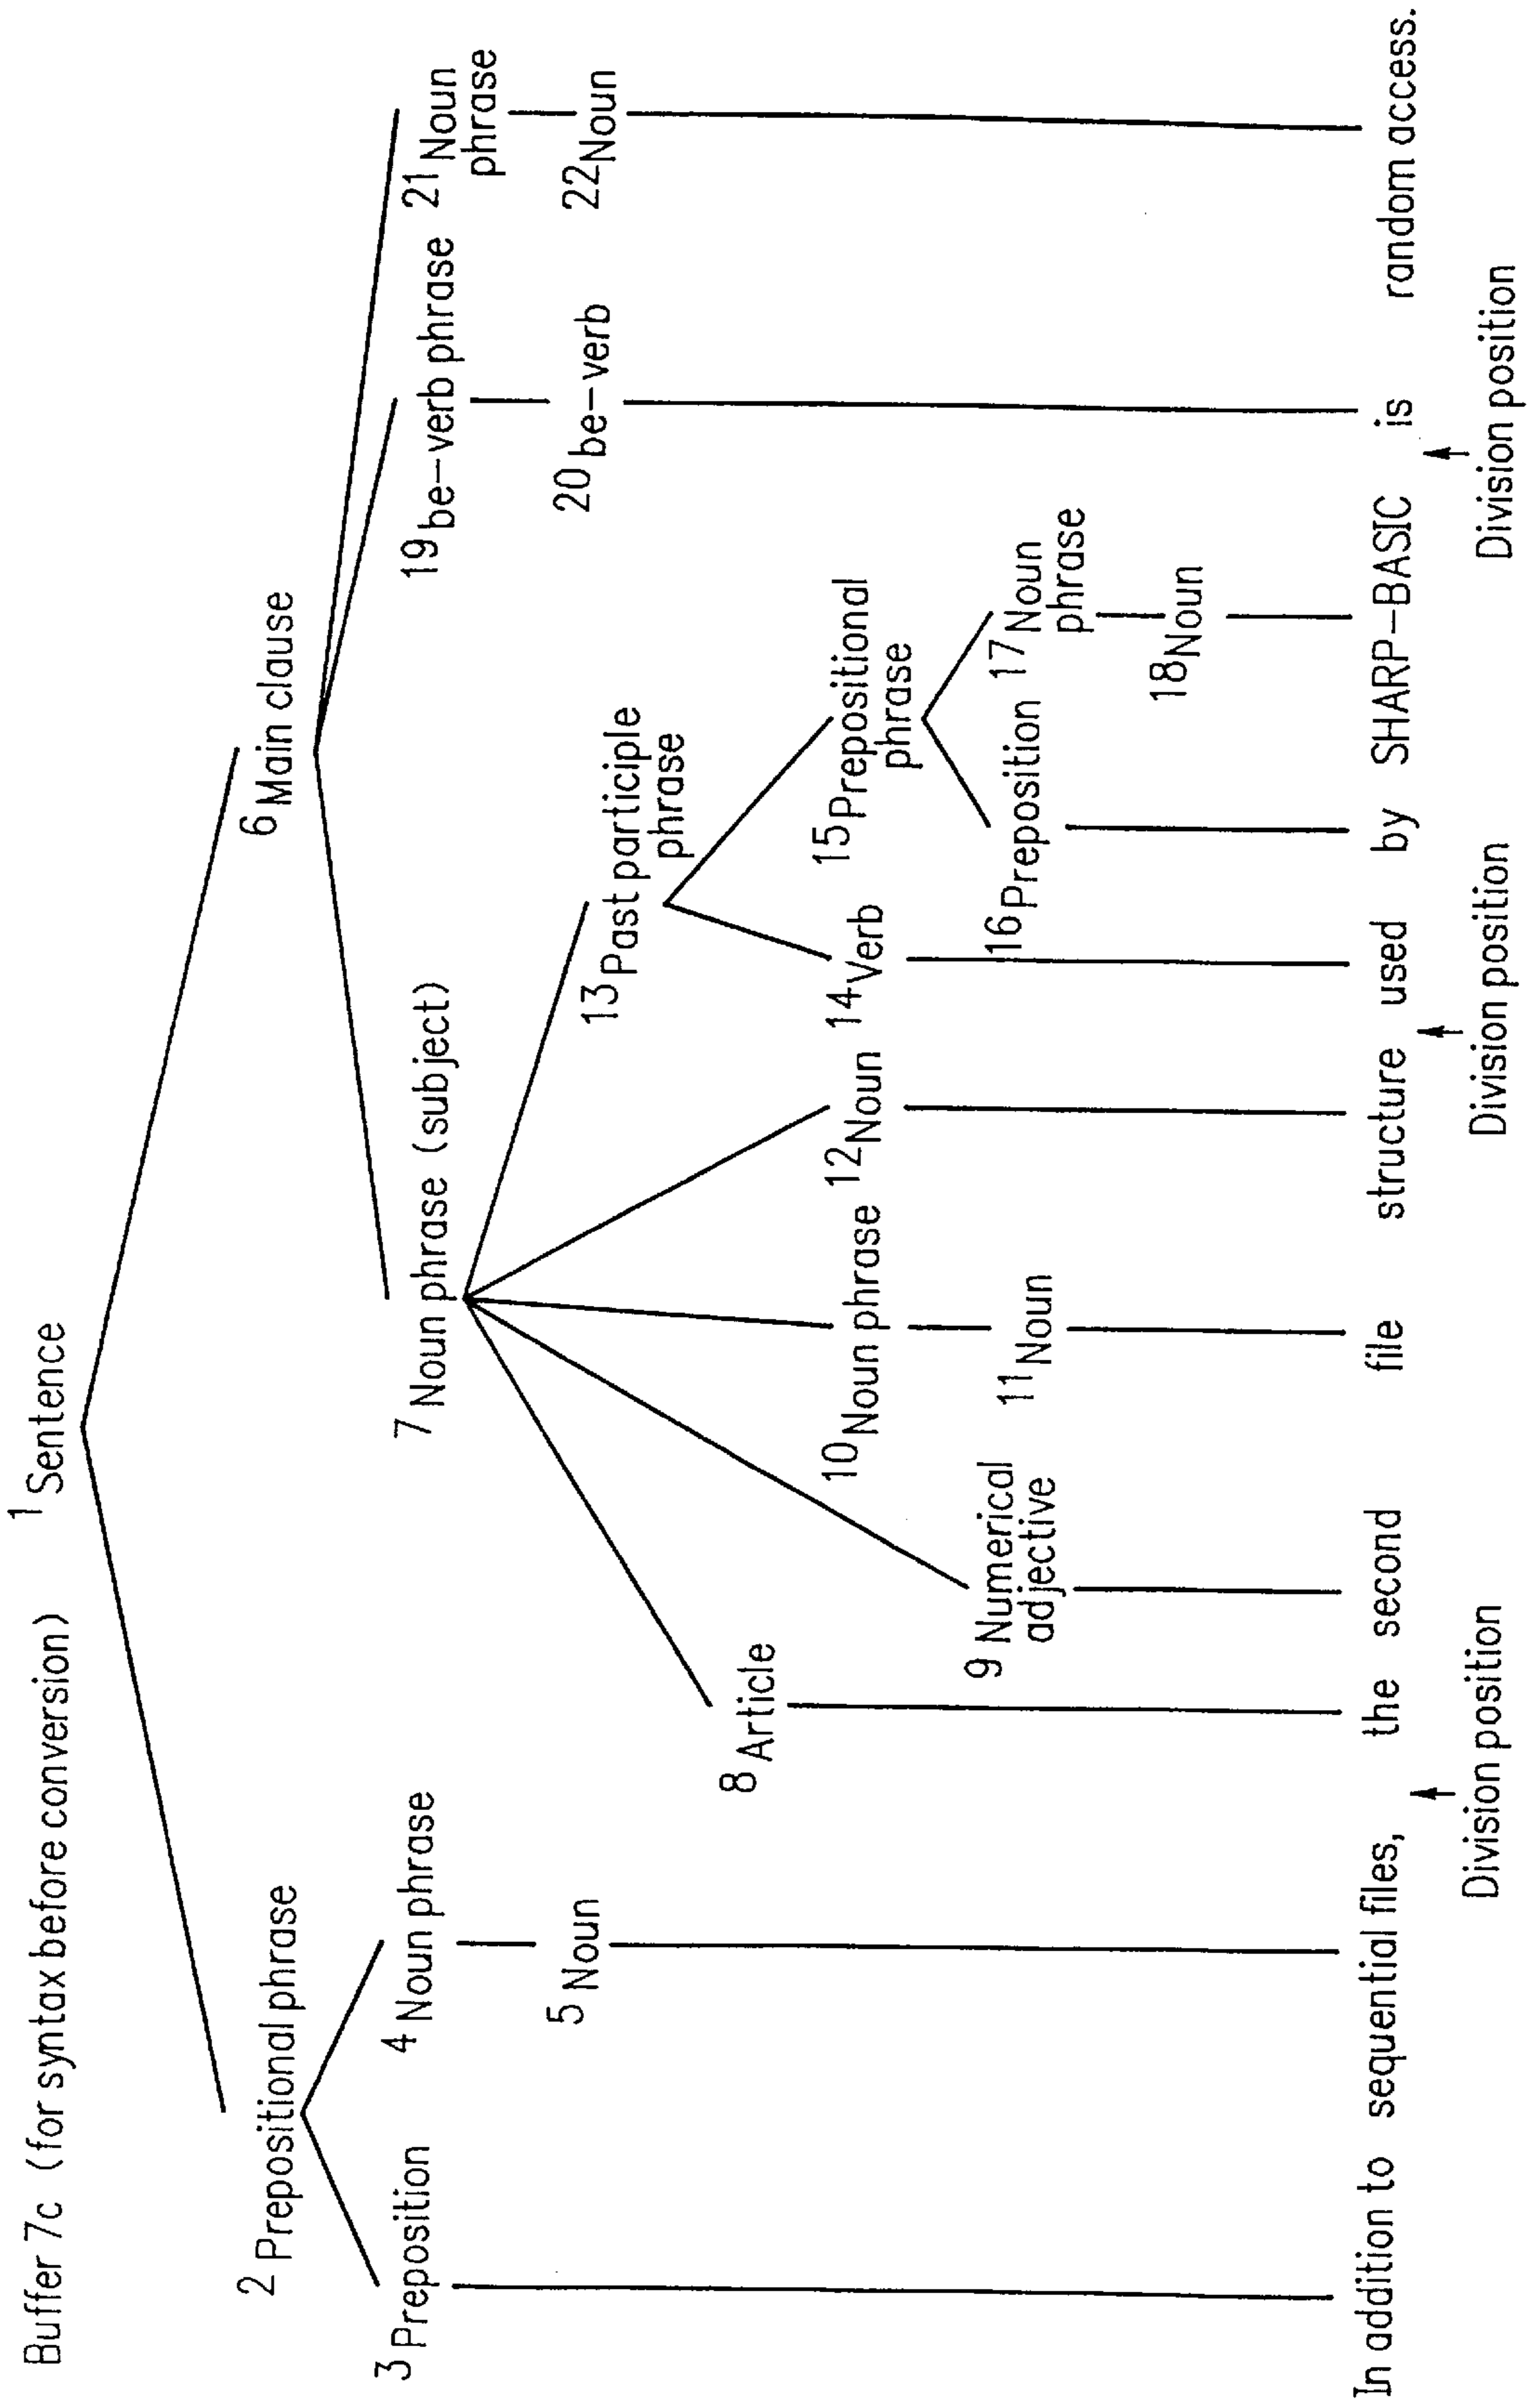 Buffer 7c (for syntax before conversion)
1 Sentence
2 Prepositional phrase
6 Main clause
3 Preposition
4 Noun phrase
7 Noun phrase (subject)
19 be-verb phrase
21 Noun
phrase
5 Noun
13 Past participle
phrase
20 be-verb
22 Noun
8 Article
10 Noun phrase
12 Noun
14 Verb
15 Prepositional
phrase
9 Numerical
adjective
11 Noun
16 Preposition
17 Noun
phrase
18 Noun
In addition to sequential files, the second file structure used by SHARP-BASIC is random access.
Division position
Division position
Division position